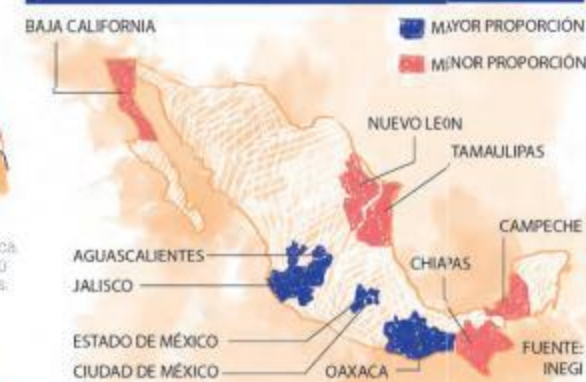 BAJA CALIFORNIA
MAYOR PROPORCIÓN
MENOR PROPORCIÓN
NUEVO LEÓN
TAMAULIPAS
CAMPECHE
AGUASCALIENTES
CHIAPAS
JALISCO
ESTADO DE MÉXICO
CIUDAD DE MÉXICO
OAXACA
FUENTE:
INEGI